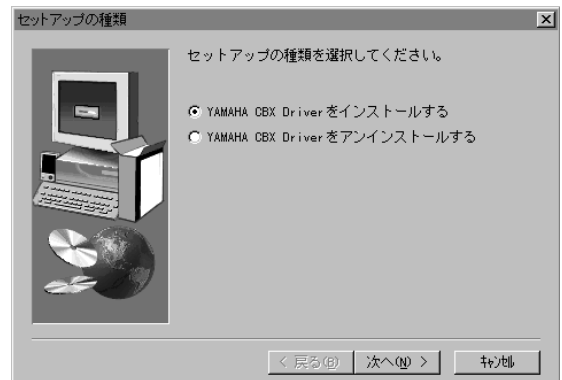 セットアップの種類
セットアップの種類を選択してください。
YAMAHA CBX Driverをインストールする
YAMAHA CBX Driverをアンインストールする
< 戻る(B)
次へ(N) >
ｷｬﾝｾﾙ